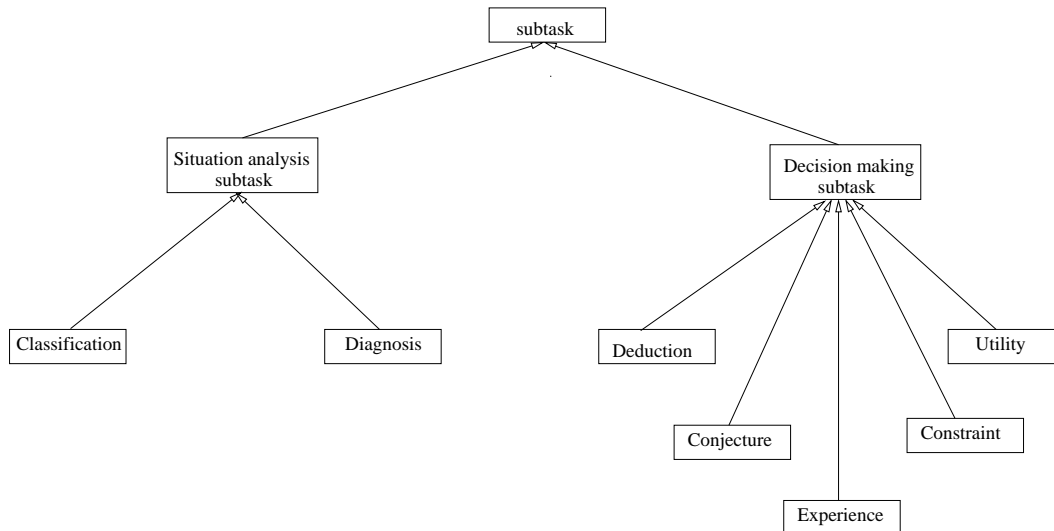 subtask
Situation analysis
subtask
Decision making
subtask
Classification
Diagnosis
Deduction
Utility
Conjecture
Constraint
Experience